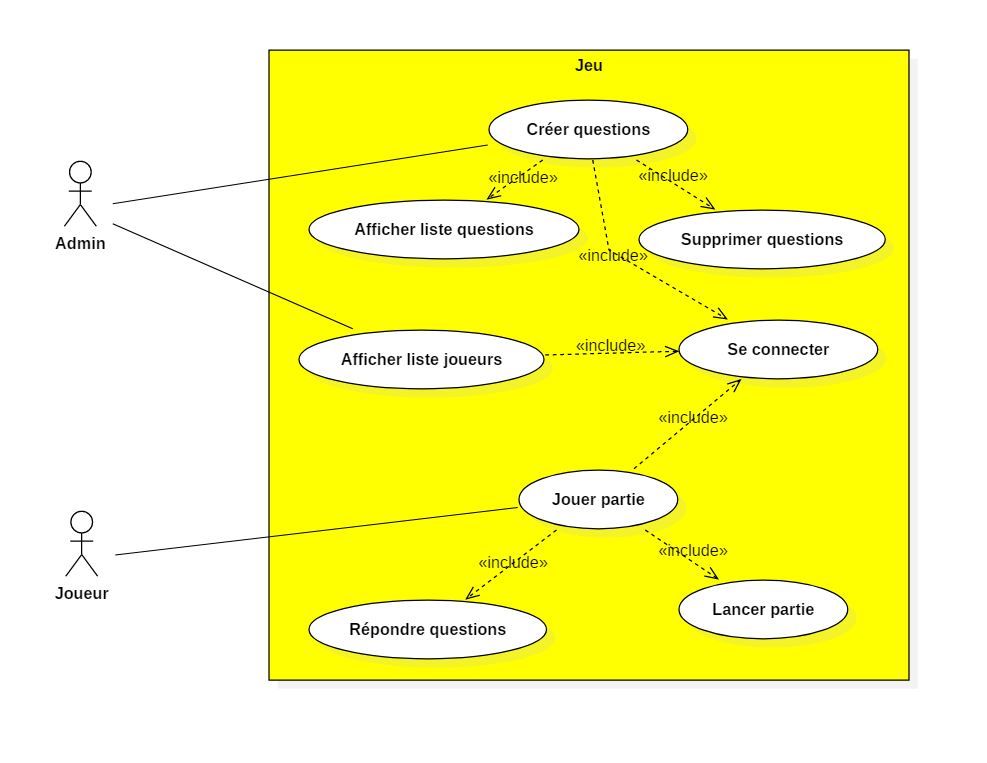 Jeu
Créer questions
«include»
«include»
Afficher liste questions
Supprimer questions
Admin
«include»
Afficher liste joueurs
«include»
Se connecter
«include»
Jouer partie
Joueur
«include»
«include»
Répondre questions
Lancer partie